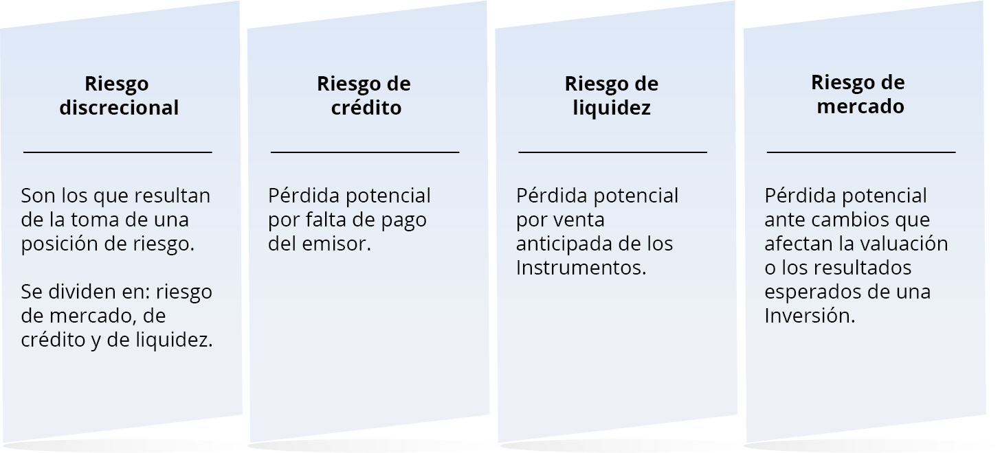 Riesgo
discrecional
Son los que resultan
de la toma de una
posición de riesgo.
Se dividen en: riesgo
de mercado, de
crédito y de liquidez.
Riesgo de
crédito
Pérdida potencial
por falta de pago
del emisor.
Riesgo de
liquidez
Pérdida potencial
por venta
anticipada de los
Instrumentos.
Riesgo de
mercado
Pérdida potencial
ante cambios que
afectan la valuación
o los resultados
esperados de una
Inversión.